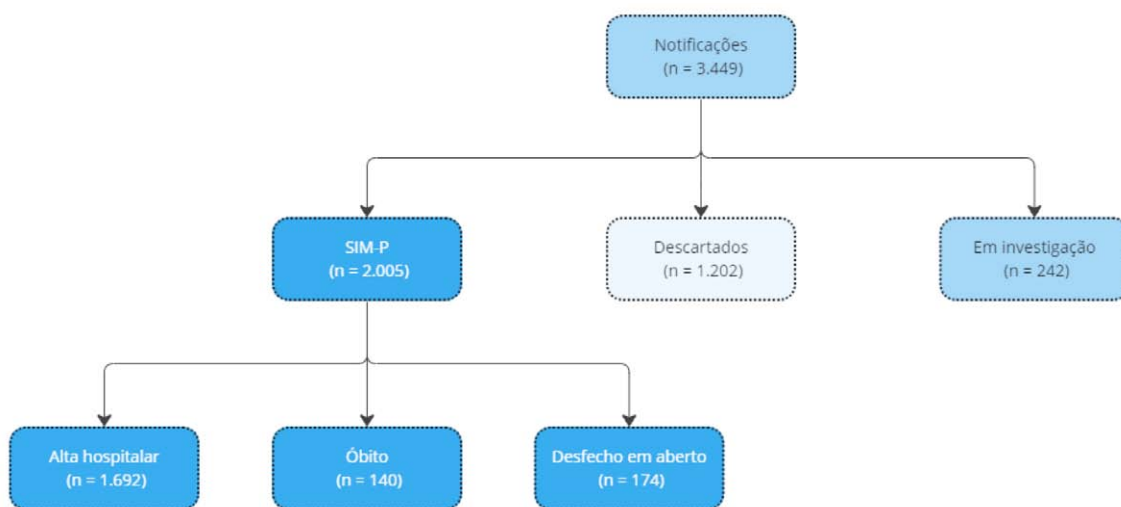 Notificações
(n = 3.449)
SIM-P
(n = 2.005)
Descartados
(n = 1.202)
Em investigação
(n = 242)
Alta hospitalar
(n = 1.692)
Óbito
(n = 140)
Desfecho em aberto
(n = 174)